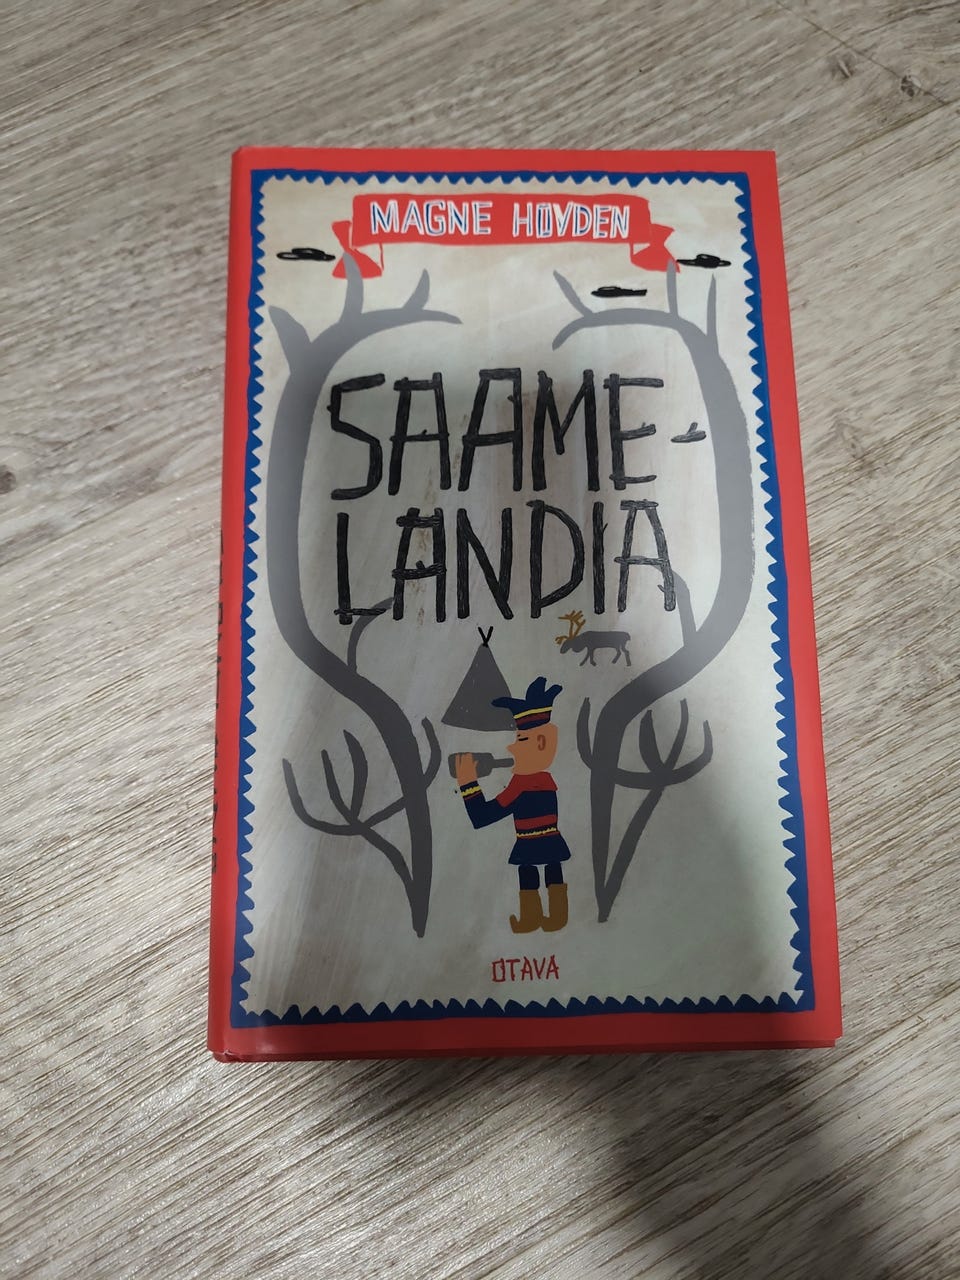 MAGNE HØVDEN
SAAME-
LANDIA
OTAVA